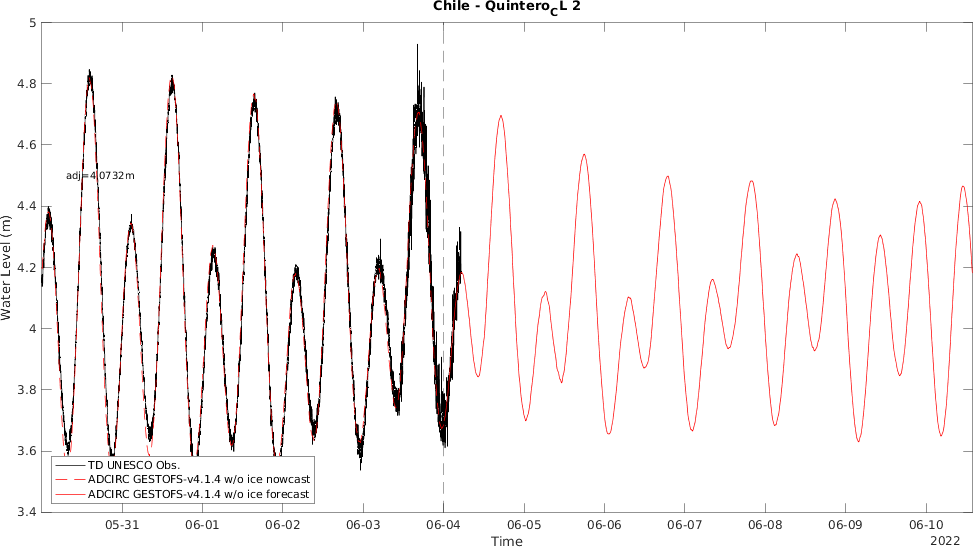 Chile - Quintero_CL 2
5
4.8
4.6
adj=4.0732m
4.4
4.2
4
3.8
3.6
3.4
Water Level (m)
TD UNESCO Obs.
ADCIRC GESTOFS-v4.1.4 w/o ice nowcast
ADCIRC GESTOFS-v4.1.4 w/o ice forecast
05-31 06-01 06-02 06-03 06-04 06-05 06-06 06-07 06-08 06-09 06-10
Time
2022